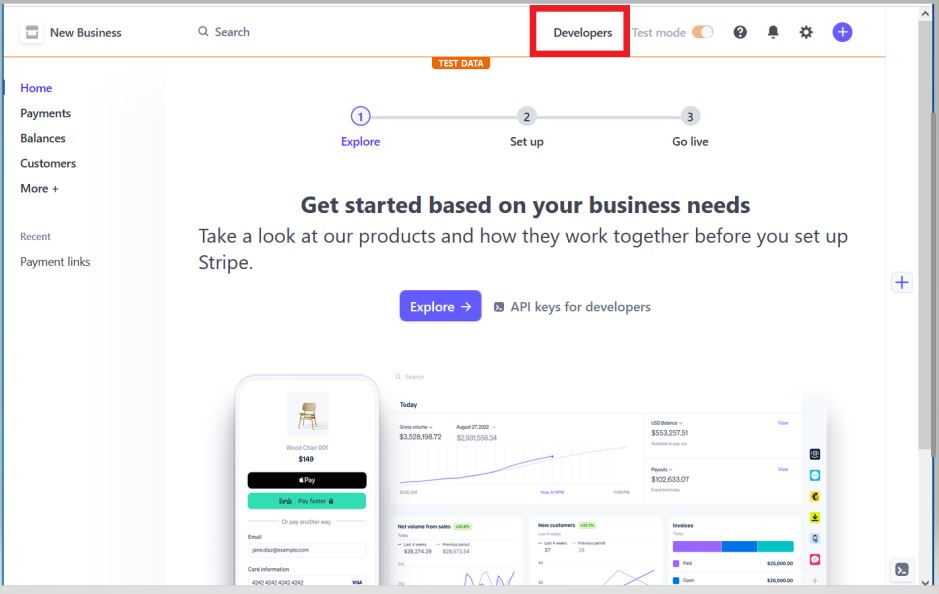 New Business
Search
Developers
Test mode
TEST DATA
Home
Payments
Balances
Customers
More +
Recent
Payment links
1
2
3
Explore
Set up
Go live
Get started based on your business needs
Take a look at our products and how they work together before you set up
Stripe.
Explore →
API keys for developers
Wood Chair 001
$149
Pay
link Pay faster
Or pay another way
Email
jane.diaz@example.com
Card information
4242 4242 4242 4242
VISA
Search
Today
Gross volume
August 27, 2022
$3,528,198.72
$2,931,556.34
12:00 AM
11:59PM
USD Balance
View
$553,257.51
Available to pay out
Payouts
View
$102,633.07
Expected today
Net volume from sales +32.8%
Today
Last 4 weeks
Previous period
$39,274.29
$29,573.54
New customers +32.1%
Last 4 weeks
Previous period
37
28
Invoices
Today
Paid
$25,000.00
Open
$20,000.00